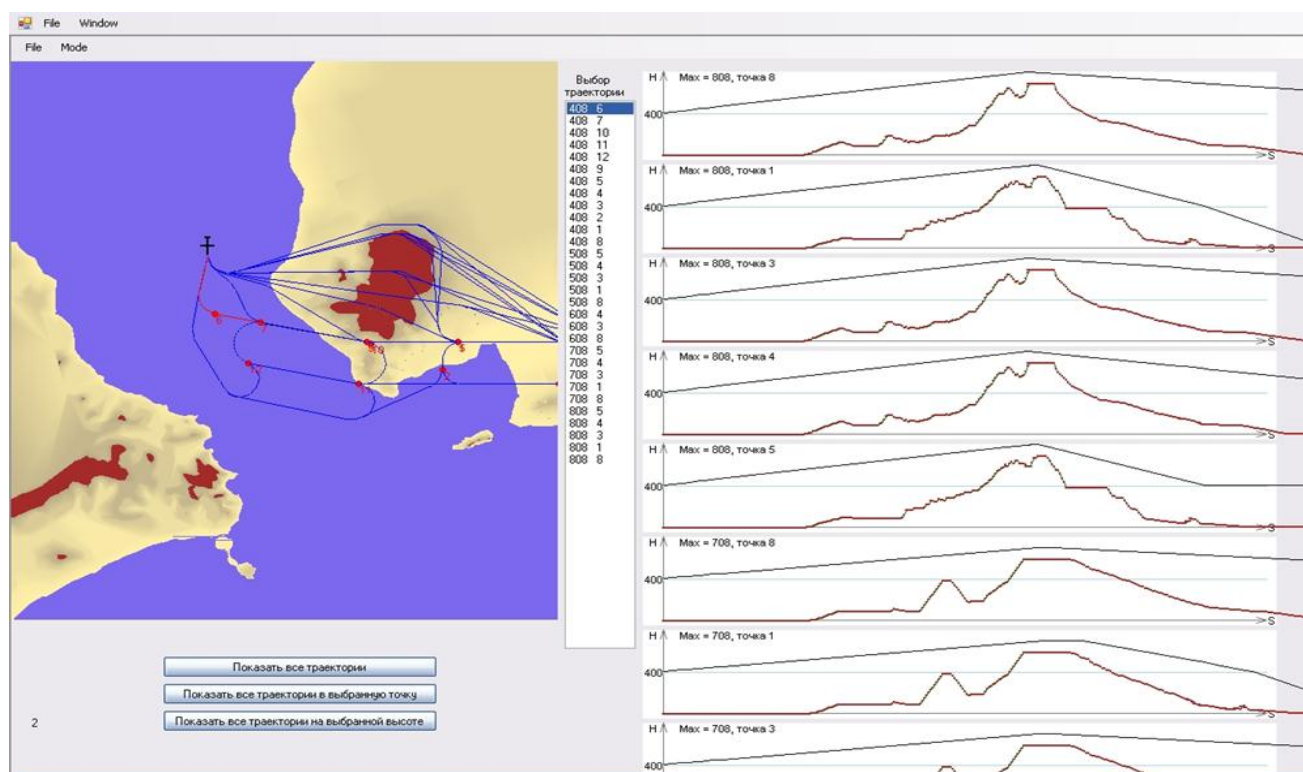 File Window
File Mode
Выбор
траектории
408 6
408 7
408 10
408 11
408 12
408 9
408 5
408 4
408 3
408 2
408 1
408 8
508 5
508 4
508 3
508 1
508 8
608 4
608 3
608 8
708 5
708 4
708 3
708 1
708 8
808 5
808 4
808 3
808 1
808 8
H Max = 808, точка 8
400
S
H Max = 808, точка 1
400
S
H Max = 808, точка 3
400
S
H Max = 808, точка 4
400
S
H Max = 808, точка 5
400
S
H Max = 708, точка 8
400
S
H Max = 708, точка 1
400
S
H Max = 708, точка 3
400
Показать все траектории
Показать все траектории в выбранную точку
Показать все траектории на выбранной высоте
2